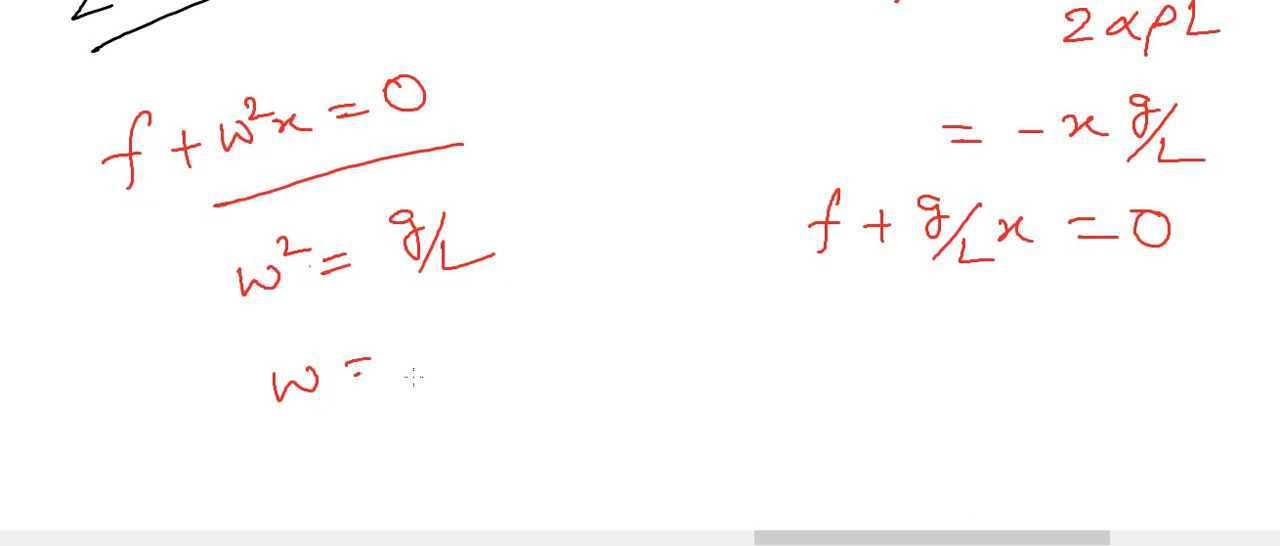 f + w²x = 0
w² = g/L
w =
2αρL
= - x g/L
f + g/L x = 0